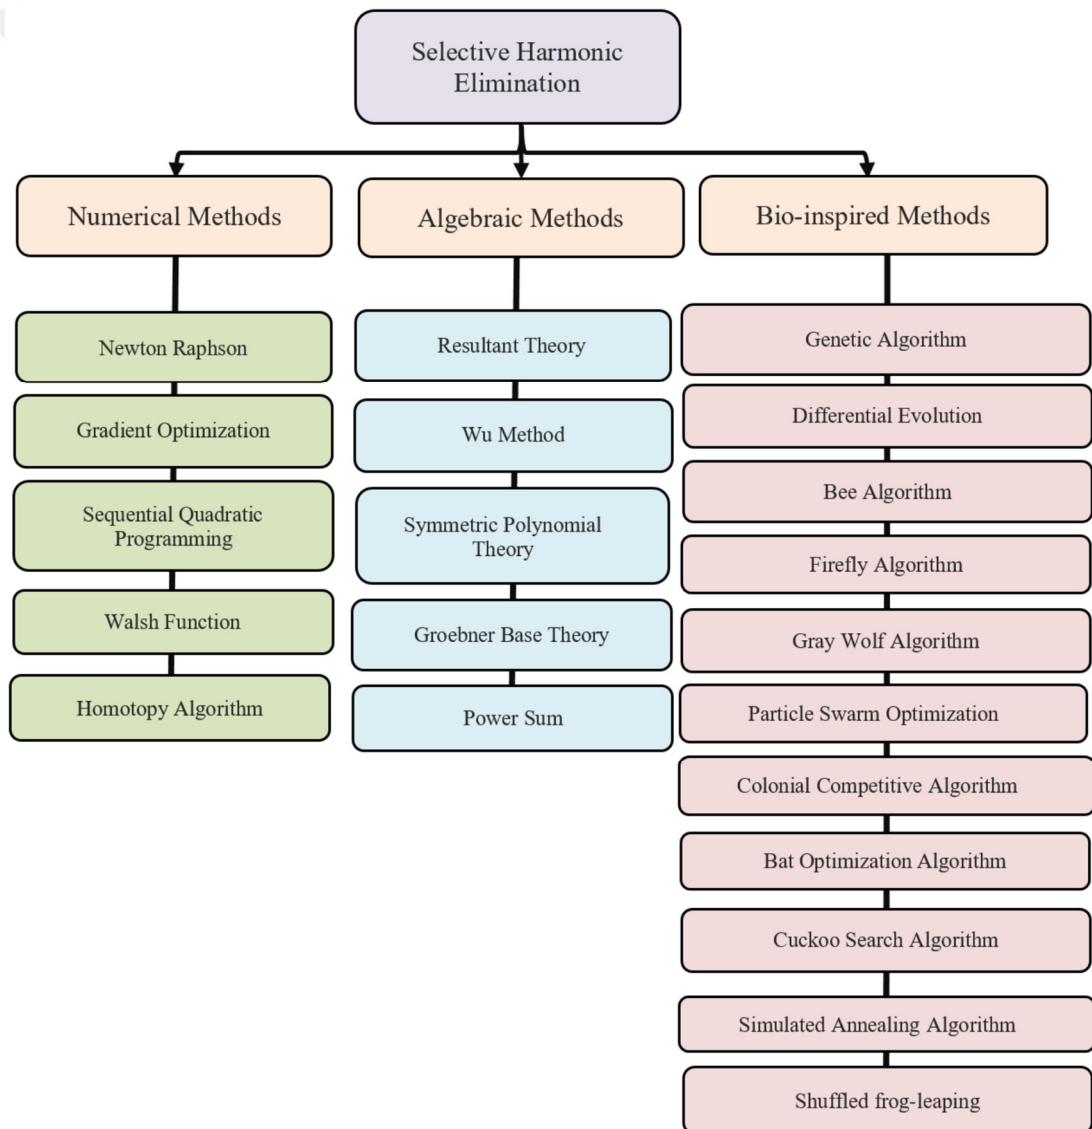 Selective Harmonic
Elimination
Numerical Methods
Algebraic Methods
Bio-inspired Methods
Newton Raphson
Gradient Optimization
Sequential Quadratic
Programming
Walsh Function
Homotopy Algorithm
Resultant Theory
Wu Method
Symmetric Polynomial
Theory
Groebner Base Theory
Power Sum
Genetic Algorithm
Differential Evolution
Bee Algorithm
Firefly Algorithm
Gray Wolf Algorithm
Particle Swarm Optimization
Colonial Competitive Algorithm
Bat Optimization Algorithm
Cuckoo Search Algorithm
Simulated Annealing Algorithm
Shuffled frog-leaping